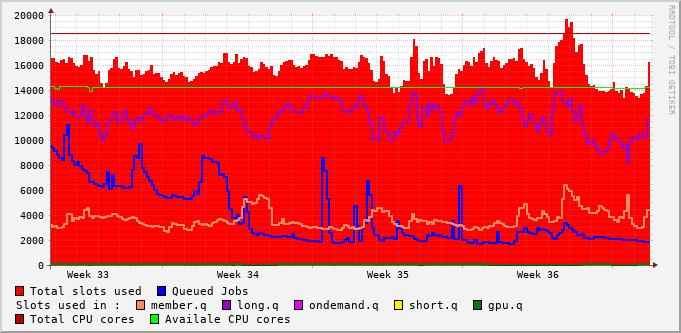 20000
18000
16000
14000
12000
10000
8000
6000
4000
2000
0
RRDTOOL / TOBI OETIKER
Week 33 Week 34 Week 35 Week 36
Total slots used Queued Jobs
Slots used in : member.q long.q ondemand.q short.q gpu.q
Total CPU cores Availale CPU cores